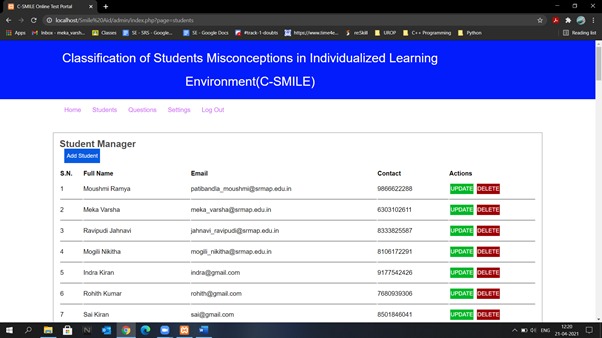 C-SMILE Online Test Portal
localhost/Smile%20Aid/admin/index.php?page=students
Apps
Inbox - meka_varsh...
Classes
SE - SRS - Google...
SE - Google Docs
#track-1-doubts
https://www.time4e...
recSkill
UROP
C++ Programming
Python
Reading list
Classification of Students Misconceptions in Individualized Learning
Environment(C-SMILE)
Home Students Questions Settings Log Out
Student Manager
Add Student
S.N. Full Name Email Contact Actions
1 Moushmi Ramya patibandla_moushmi@srmap.edu.in 9866622288 UPDATE DELETE
2 Meka Varsha meka_varsha@srmap.edu.in 6303102611 UPDATE DELETE
3 Ravipudi Jahnavi jahnavi_ravipudi@srmap.edu.in 8333825587 UPDATE DELETE
4 Mogili Nikitha mogili_nikitha@srmap.edu.in 8106172291 UPDATE DELETE
5 Indra Kiran indra@gmail.com 9177542426 UPDATE DELETE
6 Rohith Kumar rohith@gmail.com 7680939306 UPDATE DELETE
7 Sai Kiran sai@gmail.com 8501846041 UPDATE DELETE
ENG
12:20
21-04-2021